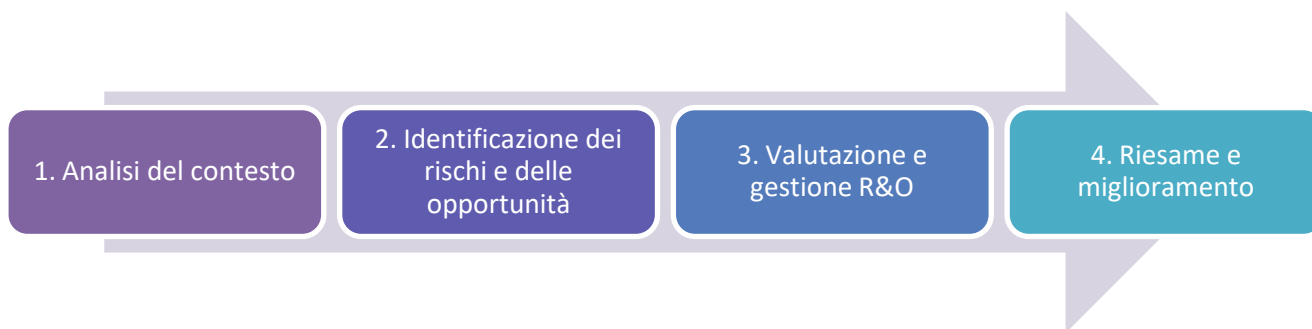 1. Analisi del contesto
2. Identificazione dei
rischi e delle
opportunità
3. Valutazione e
gestione R&O
4. Riesame e
miglioramento